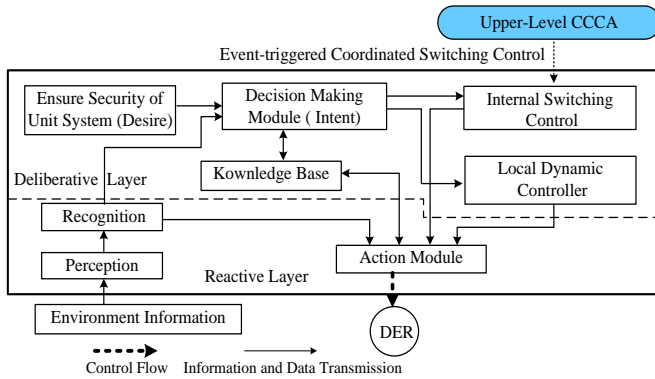 Upper-Level CCCA
Event-triggered Coordinated Switching Control
Ensure Security of
Unit System (Desire)
Decision Making
Module ( Intent)
Internal Switching
Control
Kownledge Base
Local Dynamic
Controller
Deliberative Layer
Recognition
Perception
Action Module
Reactive Layer
Environment Information
DER
Control Flow
Information and Data Transmission